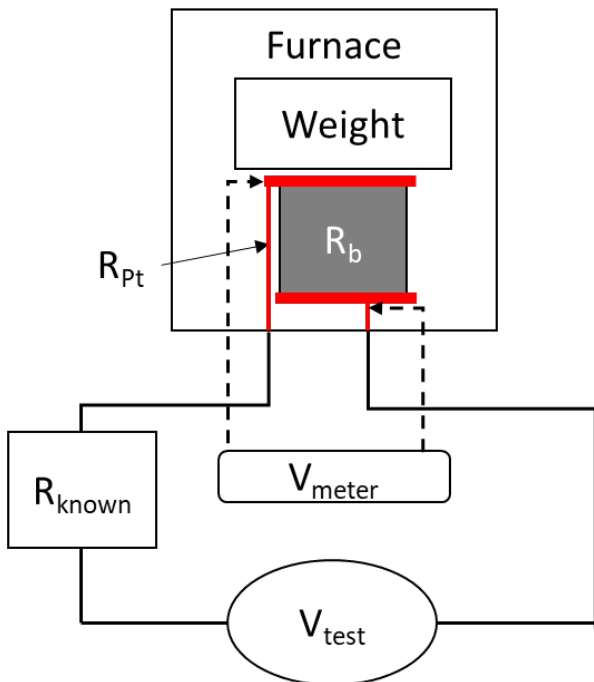 Furnace
Weight
R_b
R_Pt
V_meter
R_known
V_test